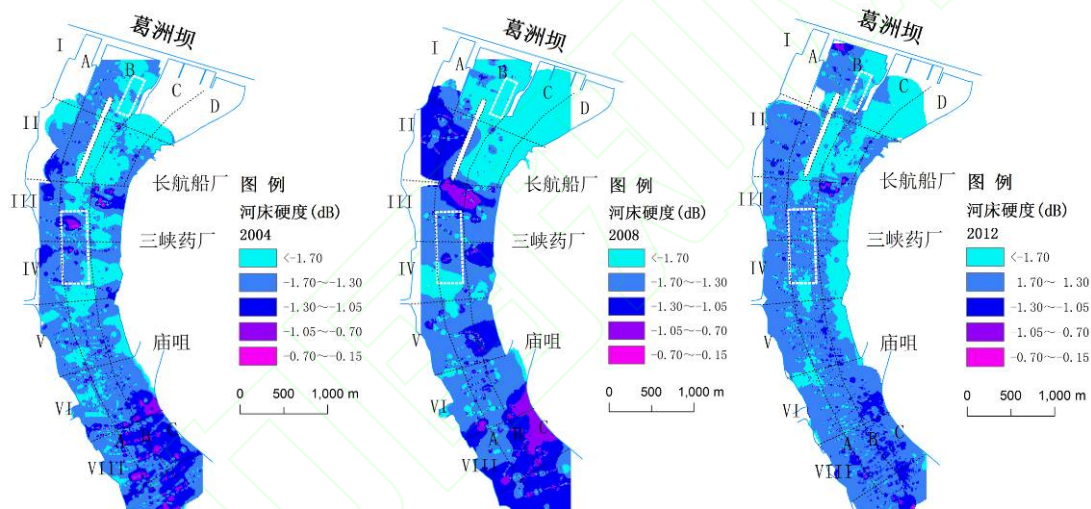 葛洲坝
I
A
B
C
D
II
III
IV
V
VI
VIII
A
C
长航船厂
三峡药厂
庙咀
图 例
河床硬度(dB)
2004
<-1.70
-1.70～-1.30
-1.30～-1.05
-1.05～-0.70
-0.70～-0.15
0 500 1,000 m
葛洲坝
I
A
B
C
D
II
III
IV
V
VI
VIII
A
C
长航船厂
三峡药厂
庙咀
图 例
河床硬度(dB)
2008
<-1.70
-1.70～-1.30
-1.30～-1.05
-1.05～-0.70
-0.70～-0.15
0 500 1,000 m
葛洲坝
I
A
B
C
D
II
III
IV
V
VI
VIII
A
B
C
长航船厂
三峡药厂
庙咀
图 例
河床硬度(dB)
2012
<-1.70
1.70～ 1.30
-1.30～-1.05
-1.05～ 0.70
-0.70～-0.15
0 500 1,000 m